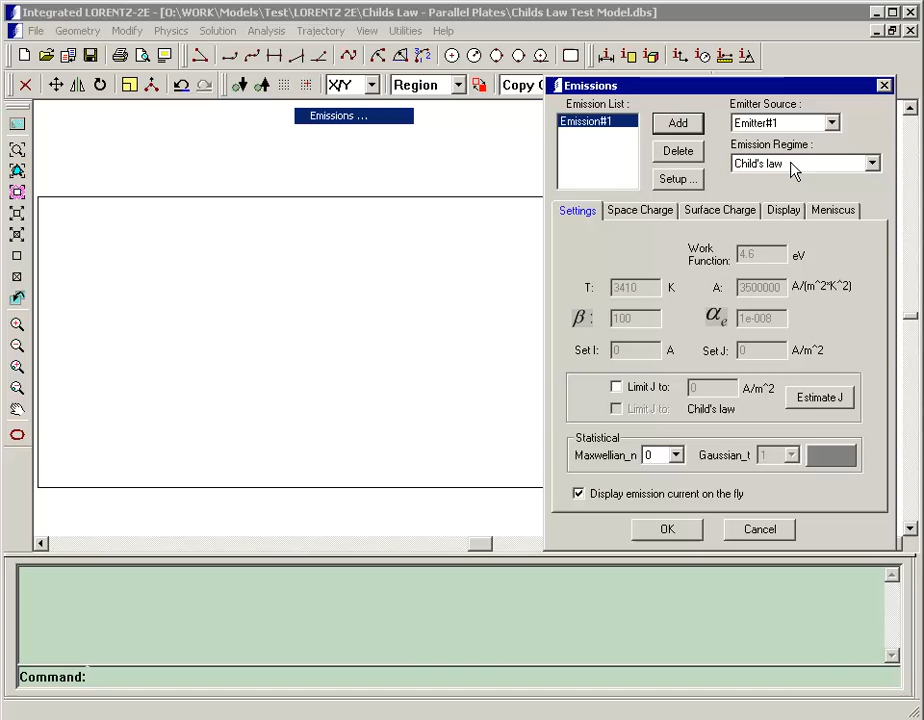 Integrated LORENTZ-2E - [O:\WORK\Models\Test\LORENTZ 2E\Childs Law - Parallel Plates\Childs Law Test Model.dbs]
File Geometry Modify Physics Solution Analysis Trajectory View Utilities Help
X/Y Region Copy C
Emissions ...
Emissions
Emission List :
Emission#1
Add
Delete
Setup ...
Emitter Source :
Emitter#1
Emission Regime :
Child's law
Settings Space Charge Surface Charge Display Meniscus
Work Function: 4.6 eV
T: 3410 K A: 3500000 A/(m^2*K^2)
β: 100 αe 1e-008
Set I: 0 A Set J: 0 A/m^2
Limit J to: 0 A/m^2
Limit J to: Child's law
Estimate J
Statistical
Maxwellian_n 0 Gaussian_t 1
Display emission current on the fly
OK Cancel
Command: